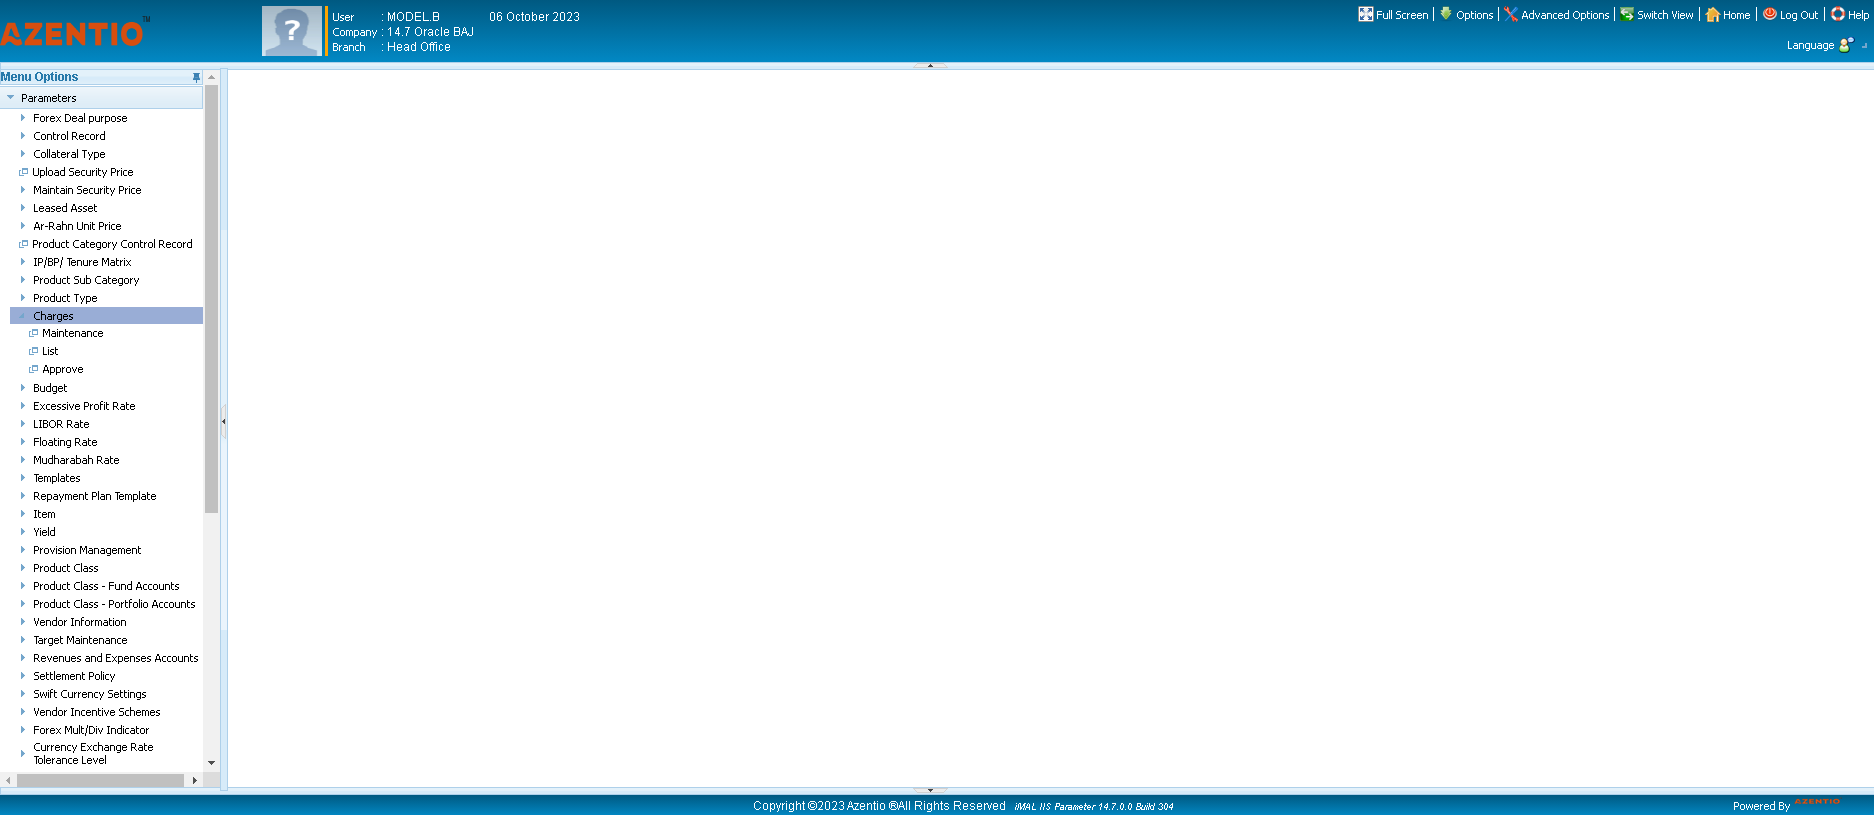 AZENTIO™
User : MODEL.B 06 October 2023
Company : 14.7 Oracle BAJ
Branch : Head Office
Full Screen | Options | Advanced Options | Switch View | Home | Log Out | Help
Language
Menu Options
Parameters
Forex Deal purpose
Control Record
Collateral Type
Upload Security Price
Maintain Security Price
Leased Asset
Ar-Rahn Unit Price
Product Category Control Record
IP/BP/ Tenure Matrix
Product Sub Category
Product Type
Charges
Maintenance
List
Approve
Budget
Excessive Profit Rate
LIBOR Rate
Floating Rate
Mudharabah Rate
Templates
Repayment Plan Template
Item
Yield
Provision Management
Product Class
Product Class - Fund Accounts
Product Class - Portfolio Accounts
Vendor Information
Target Maintenance
Revenues and Expenses Accounts
Settlement Policy
Swift Currency Settings
Vendor Incentive Schemes
Forex Mult/Div Indicator
Currency Exchange Rate
Tolerance Level
Copyright ©2023 Azentio ®All Rights Reserved iMAL IIS Parameter 14.7.0.0 Build 304
Powered By AZENTIO